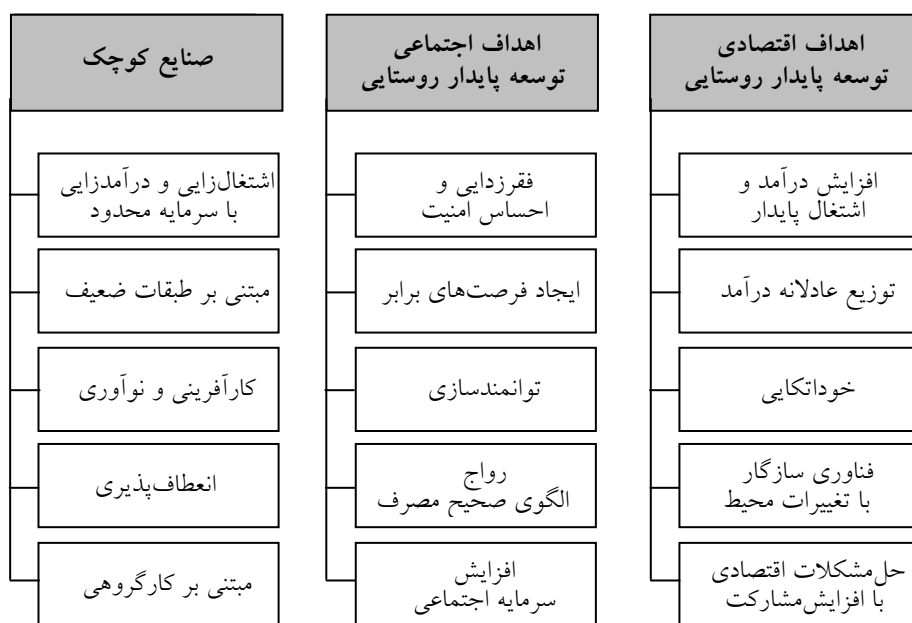 اهداف اقتصادی
توسعه پایدار روستایی
افزایش درآمد و
اشتغال پایدار
توزیع عادلانه درآمد
خوداتکایی
فناوری سازگار
با تغییرات محیط
حل‌مشکلات اقتصادی
با افزایش‌مشارکت
اهداف اجتماعی
توسعه پایدار روستایی
فقرزدایی و
احساس امنیت
ایجاد فرصت‌های برابر
توانمندسازی
رواج
الگوی صحیح مصرف
افزایش
سرمایه اجتماعی
صنایع کوچک
اشتغال‌زایی و درآمدزایی
با سرمایه محدود
مبتنی بر طبقات ضعیف
کارآفرینی و نوآوری
انعطاف‌پذیری
مبتنی بر کارگروهی